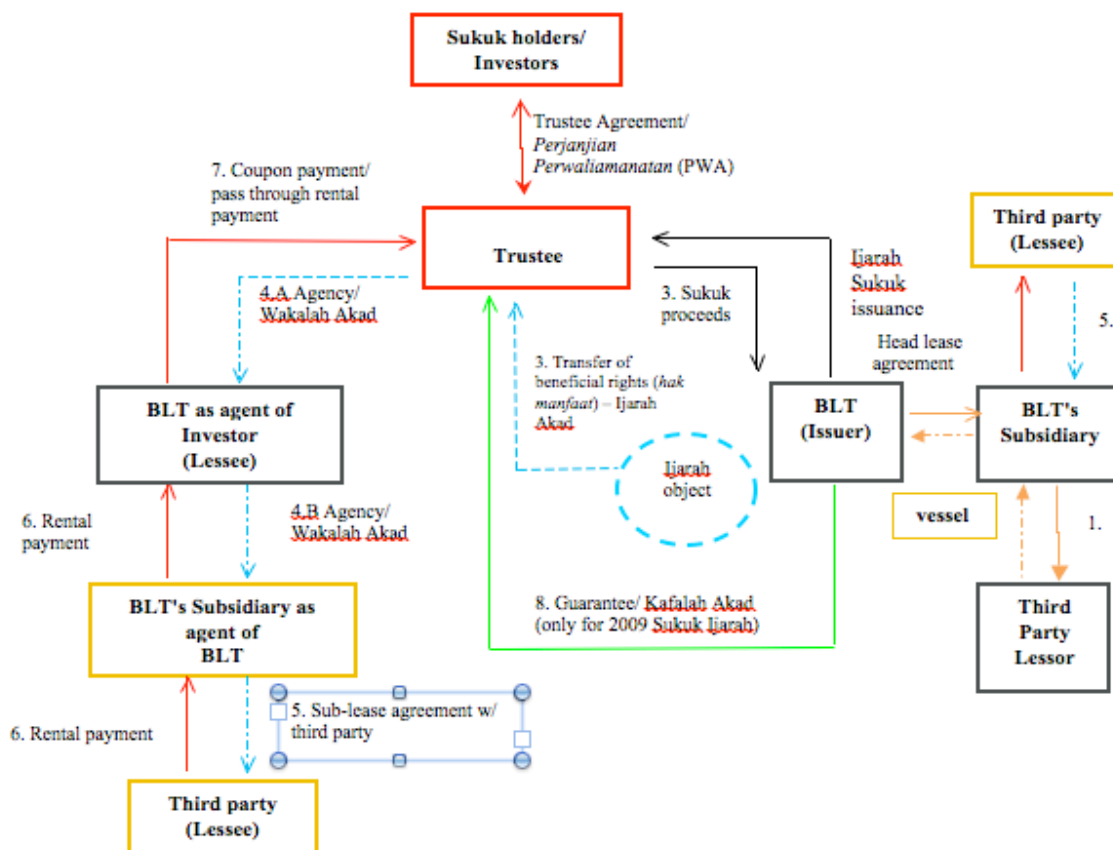 Sukuk holders/
Investors
Trustee Agreement/
Perjanjian
Perwaliamanatan (PWA)
7. Coupon payment/
pass through rental
payment
Trustee
Third party
(Lessee)
4.A Agency/
Wakalah Akad
3. Sukuk
proceeds
Ijarah
Sukuk
issuance
5.
Head lease
agreement
3. Transfer of
beneficial rights (hak
manfaat) – Ijarah
Akad
BLT as agent of
Investor
(Lessee)
BLT
(Issuer)
BLT's
Subsidiary
Ijarah
object
6. Rental
payment
4.B Agency/
Wakalah Akad
vessel
1.
BLT's Subsidiary as
agent of
BLT
8. Guarantee/ Kafalah Akad
(only for 2009 Sukuk Ijarah)
Third
Party
Lessor
5. Sub-lease agreement w/
third party
6. Rental payment
Third party
(Lessee)